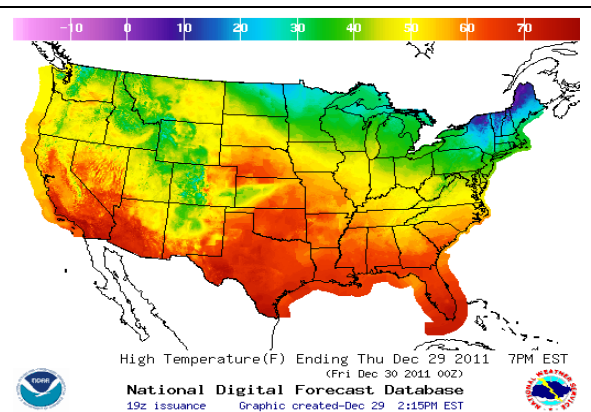 -10 0 10 20 30 40 50 60 70
High Temperature(F) Ending Thu Dec 29 2011 7PM EST
(Fri Dec 30 2011 00Z)
National Digital Forecast Database
19z issuance Graphic created-Dec 29 2:15PM EST
NOAA